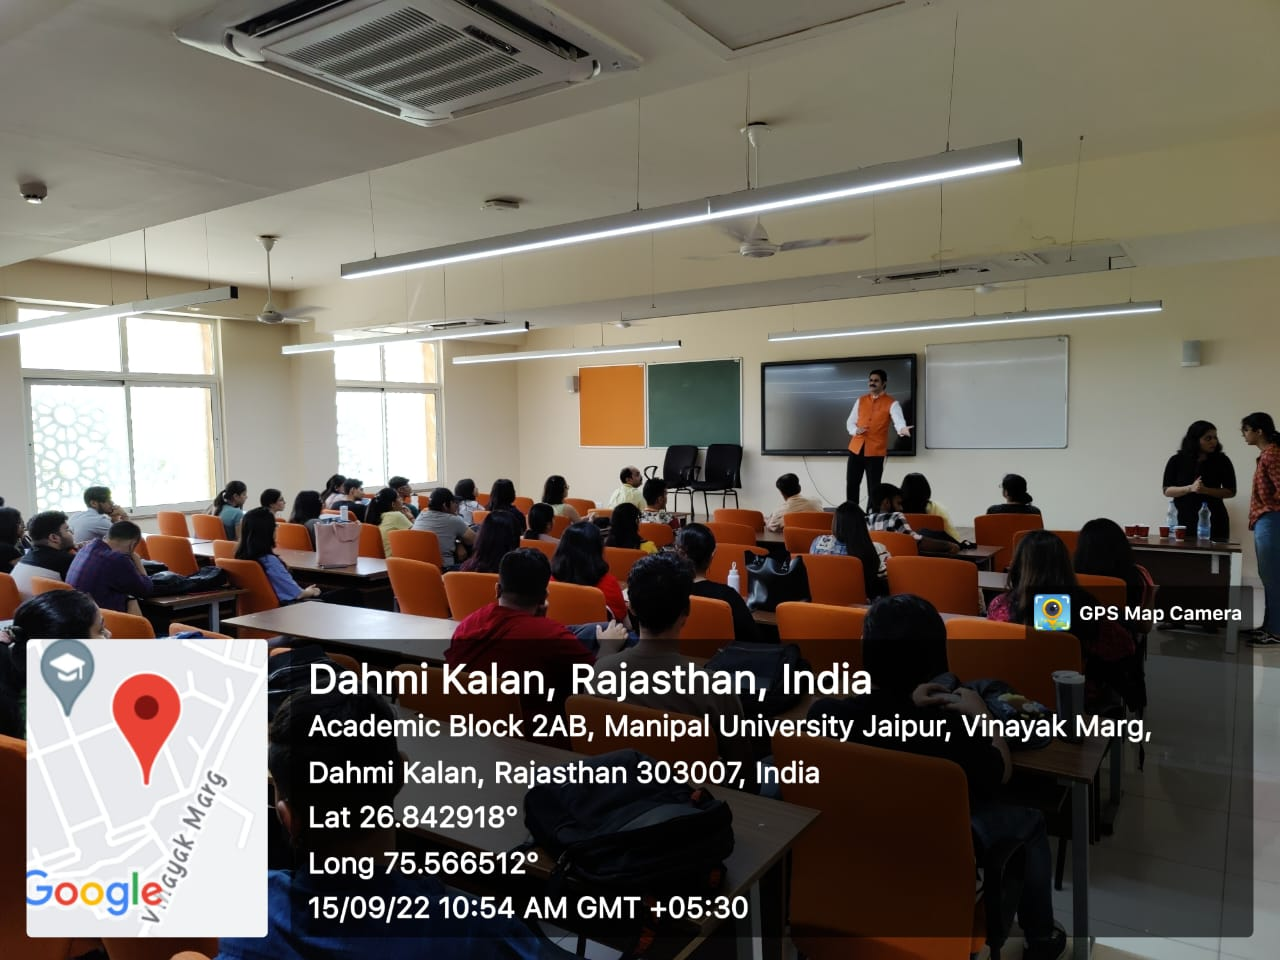 GPS Map Camera
Dahmi Kalan, Rajasthan, India
Academic Block 2AB, Manipal University Jaipur, Vinayak Marg,
Dahmi Kalan, Rajasthan 303007, India
Lat 26.842918°
Long 75.566512°
15/09/22 10:54 AM GMT +05:30
Vinayak Marg
Google